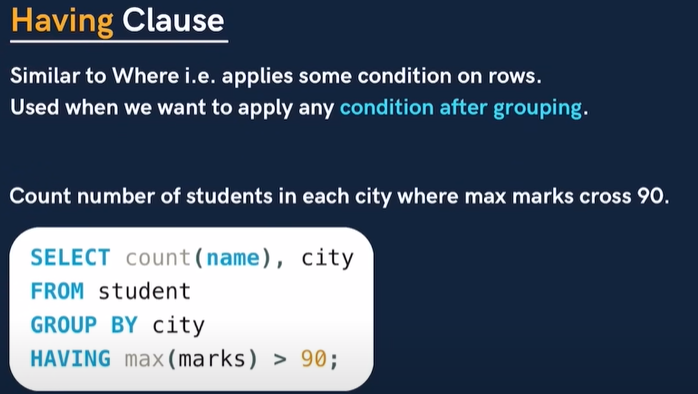 Having Clause
Similar to Where i.e. applies some condition on rows.
Used when we want to apply any condition after grouping.
Count number of students in each city where max marks cross 90.
SELECT count(name), city
FROM student
GROUP BY city
HAVING max(marks) > 90;